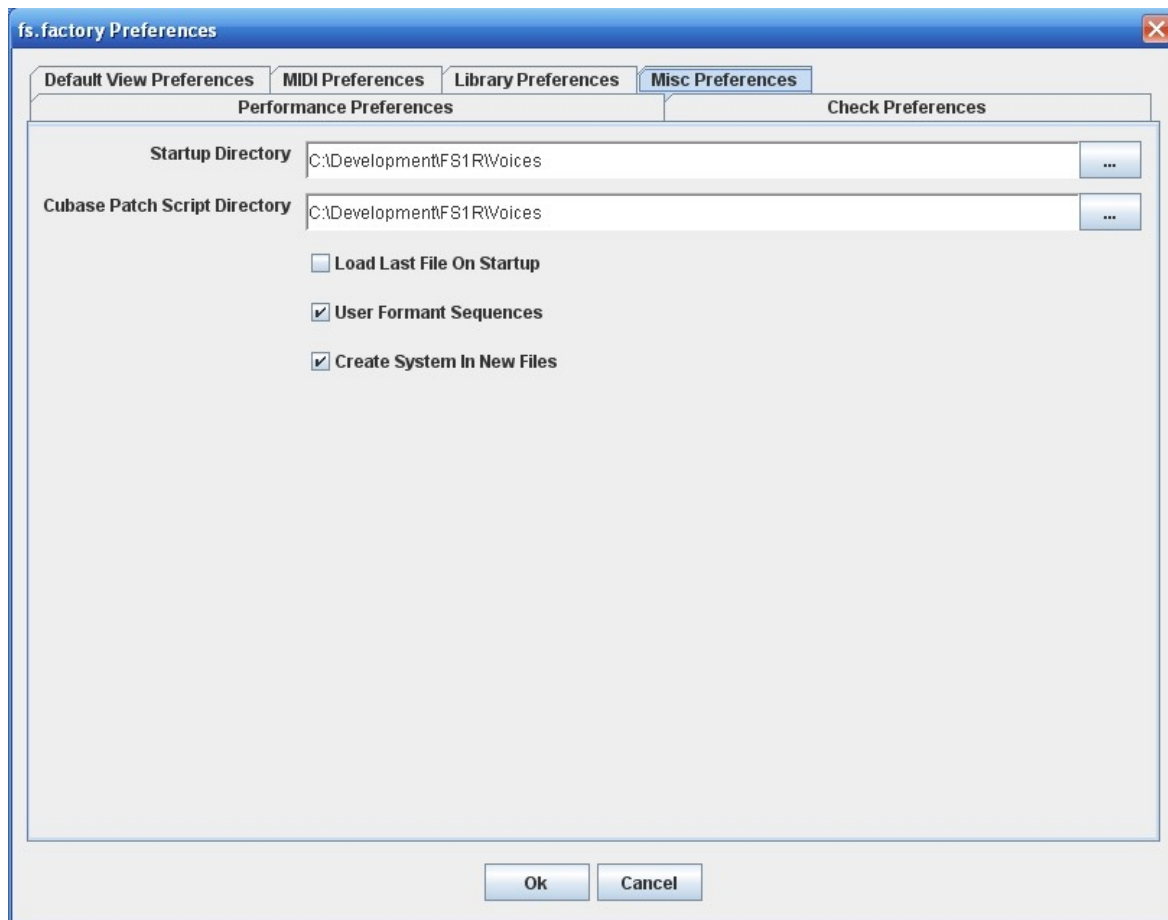 fs.factory Preferences
Default View Preferences MIDI Preferences Library Preferences Misc Preferences
Performance Preferences Check Preferences
Startup Directory C:\Development\FS1R\Voices ...
Cubase Patch Script Directory C:\Development\FS1R\Voices ...
Load Last File On Startup
User Formant Sequences
Create System In New Files
Ok Cancel